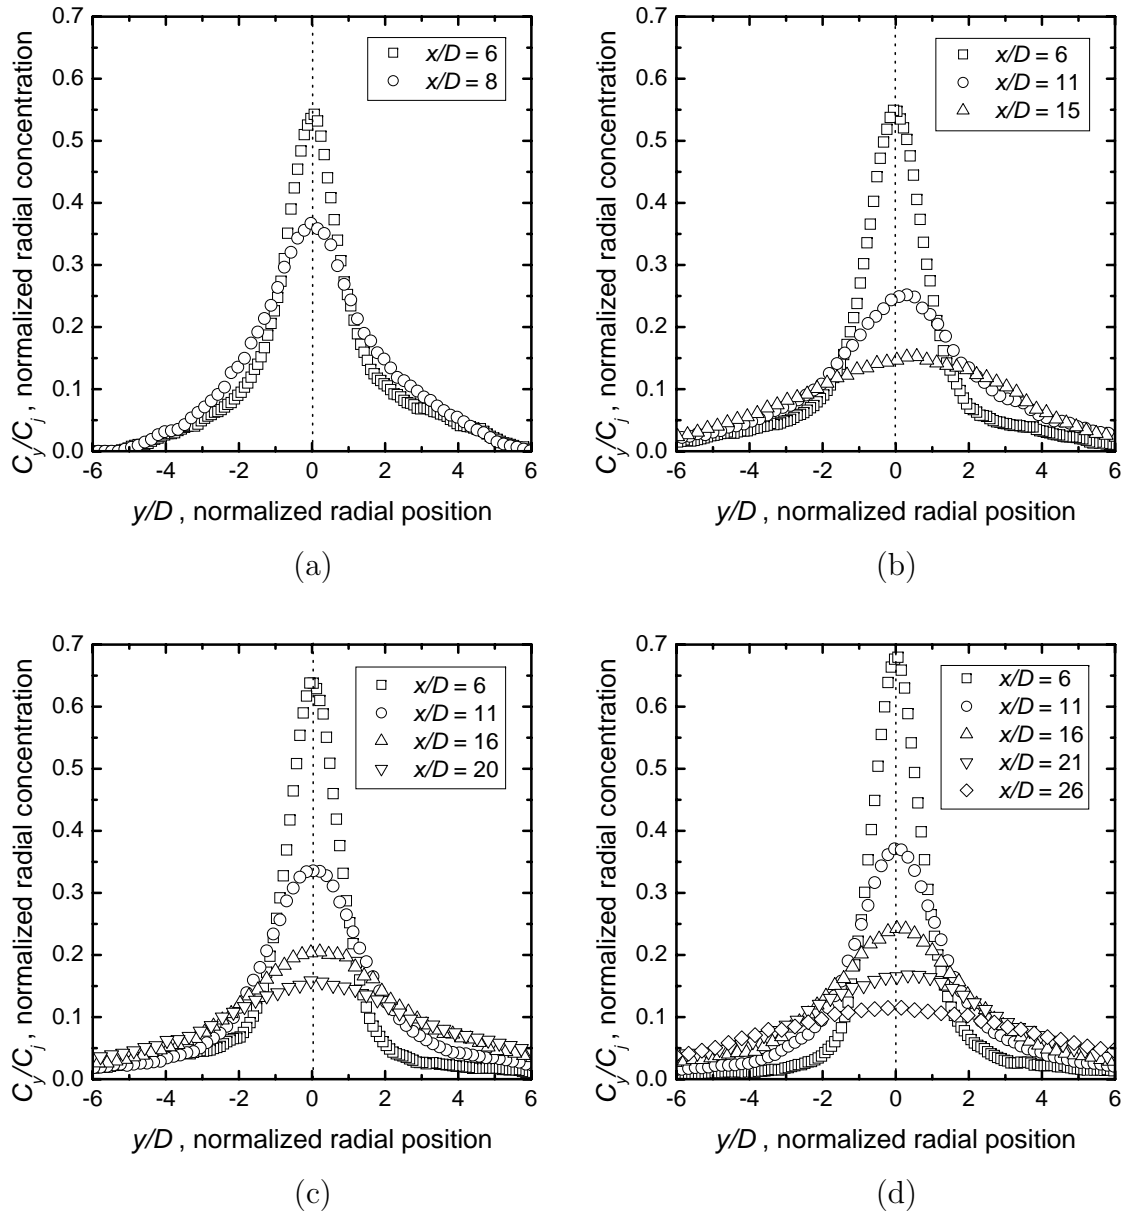 0.7
0.6
0.5
0.4
0.3
0.2
0.1
0.0
C_y/C_j , normalized radial concentration
x/D = 6
x/D = 8
-6 -4 -2 0 2 4 6
y/D , normalized radial position
(a)
0.7
0.6
0.5
0.4
0.3
0.2
0.1
0.0
C_y/C_j , normalized radial concentration
x/D = 6
x/D = 11
x/D = 15
-6 -4 -2 0 2 4 6
y/D , normalized radial position
(b)
0.7
0.6
0.5
0.4
0.3
0.2
0.1
0.0
C_y/C_j , normalized radial concentration
x/D = 6
x/D = 11
x/D = 16
x/D = 20
-6 -4 -2 0 2 4 6
y/D , normalized radial position
(c)
0.7
0.6
0.5
0.4
0.3
0.2
0.1
0.0
C_y/C_j , normalized radial concentration
x/D = 6
x/D = 11
x/D = 16
x/D = 21
x/D = 26
-6 -4 -2 0 2 4 6
y/D , normalized radial position
(d)